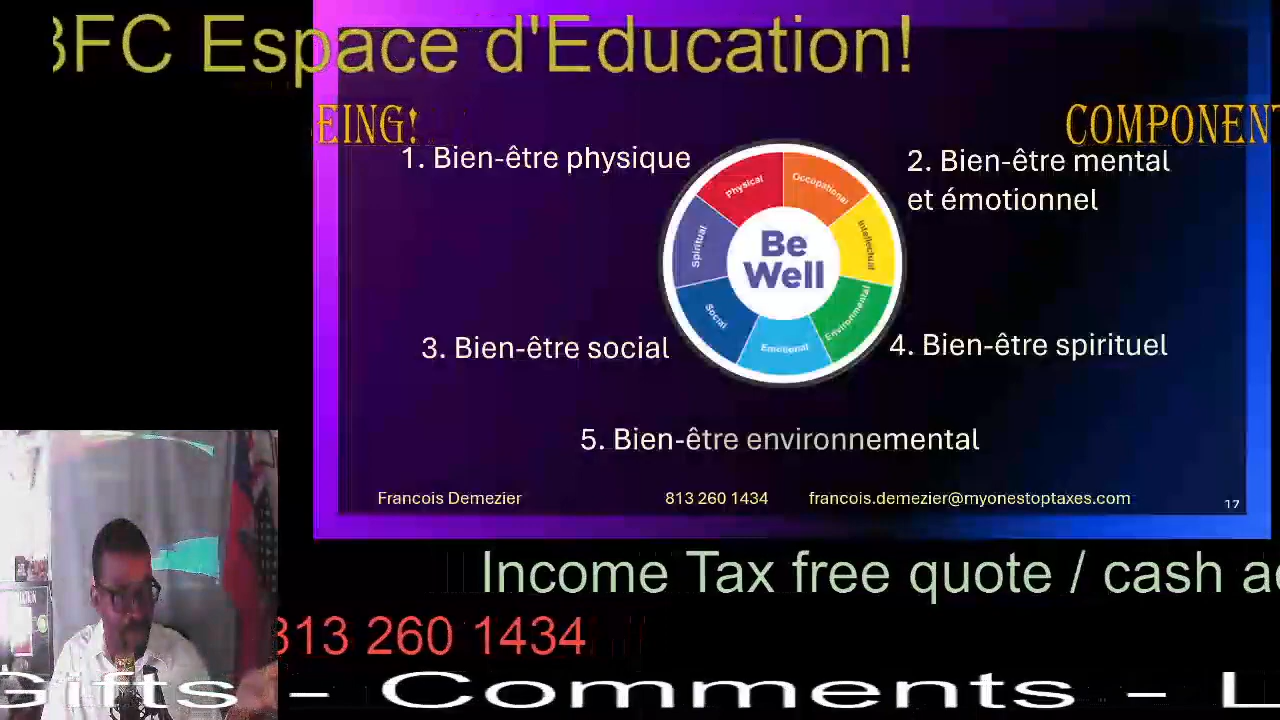 BFC Espace d'Education!
EING!
COMPONENT
1. Bien-être physique
2. Bien-être mental
et émotionnel
Physical
Occupational
Spiritual
Intellectual
Be
Well
Social
Environmental
Emotional
3. Bien-être social
4. Bien-être spirituel
5. Bien-être environnemental
Francois Demezier
813 260 1434
francois.demezier@myonestoptaxes.com
17
Income Tax free quote / cash a
813 260 1434
Gifts - Comments - L